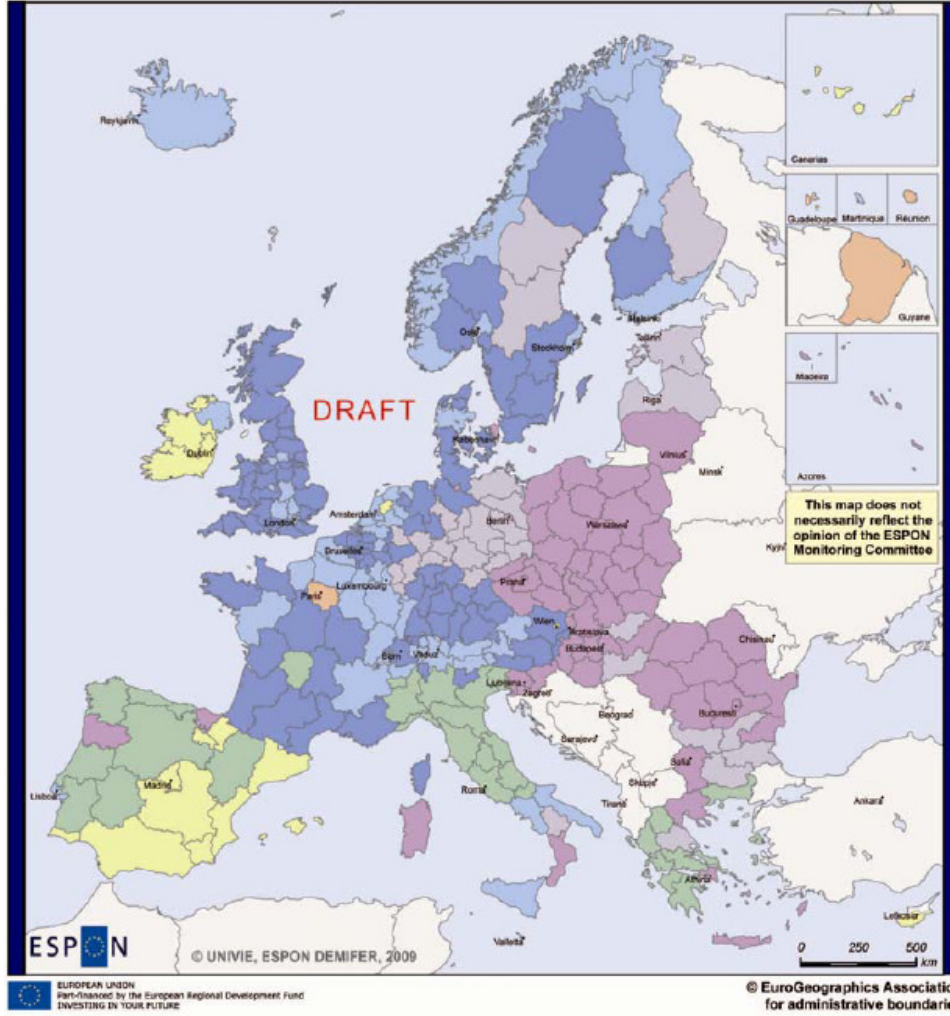 Reykjavik
Canarias
Guadeloupe Martinique Réunion
Guyane
Madeira
Azores
This map does not
necessarily reflect the
opinion of the ESPON
Monitoring Committee
Oslo
Helsinki
Tallinn
Stockholm
Riga
DRAFT
København
Vilnius
Minsk
Dublin
Amsterdam
Berlin
Warszawa
London
Bruxelles
Kyjiv
Luxembourg
Praha
Paris
Wien
Bratislava
Chisinau
Budapest
Bern Vaduz
Ljubljana
Zagreb
Beograd
Bucuresti
Sarajevo
Sofia
Skopje
Madrid
Roma
Lisboa
Tirana
Ankara
Athinai
Lefkosia
Valletta
ESPON
© UNIVIE, ESPON DEMIFER, 2009
0 250 500
km
EUROPEAN UNION
Part-financed by the European Regional Development Fund
INVESTING IN YOUR FUTURE
© EuroGeographics Associatio
for administrative boundarie